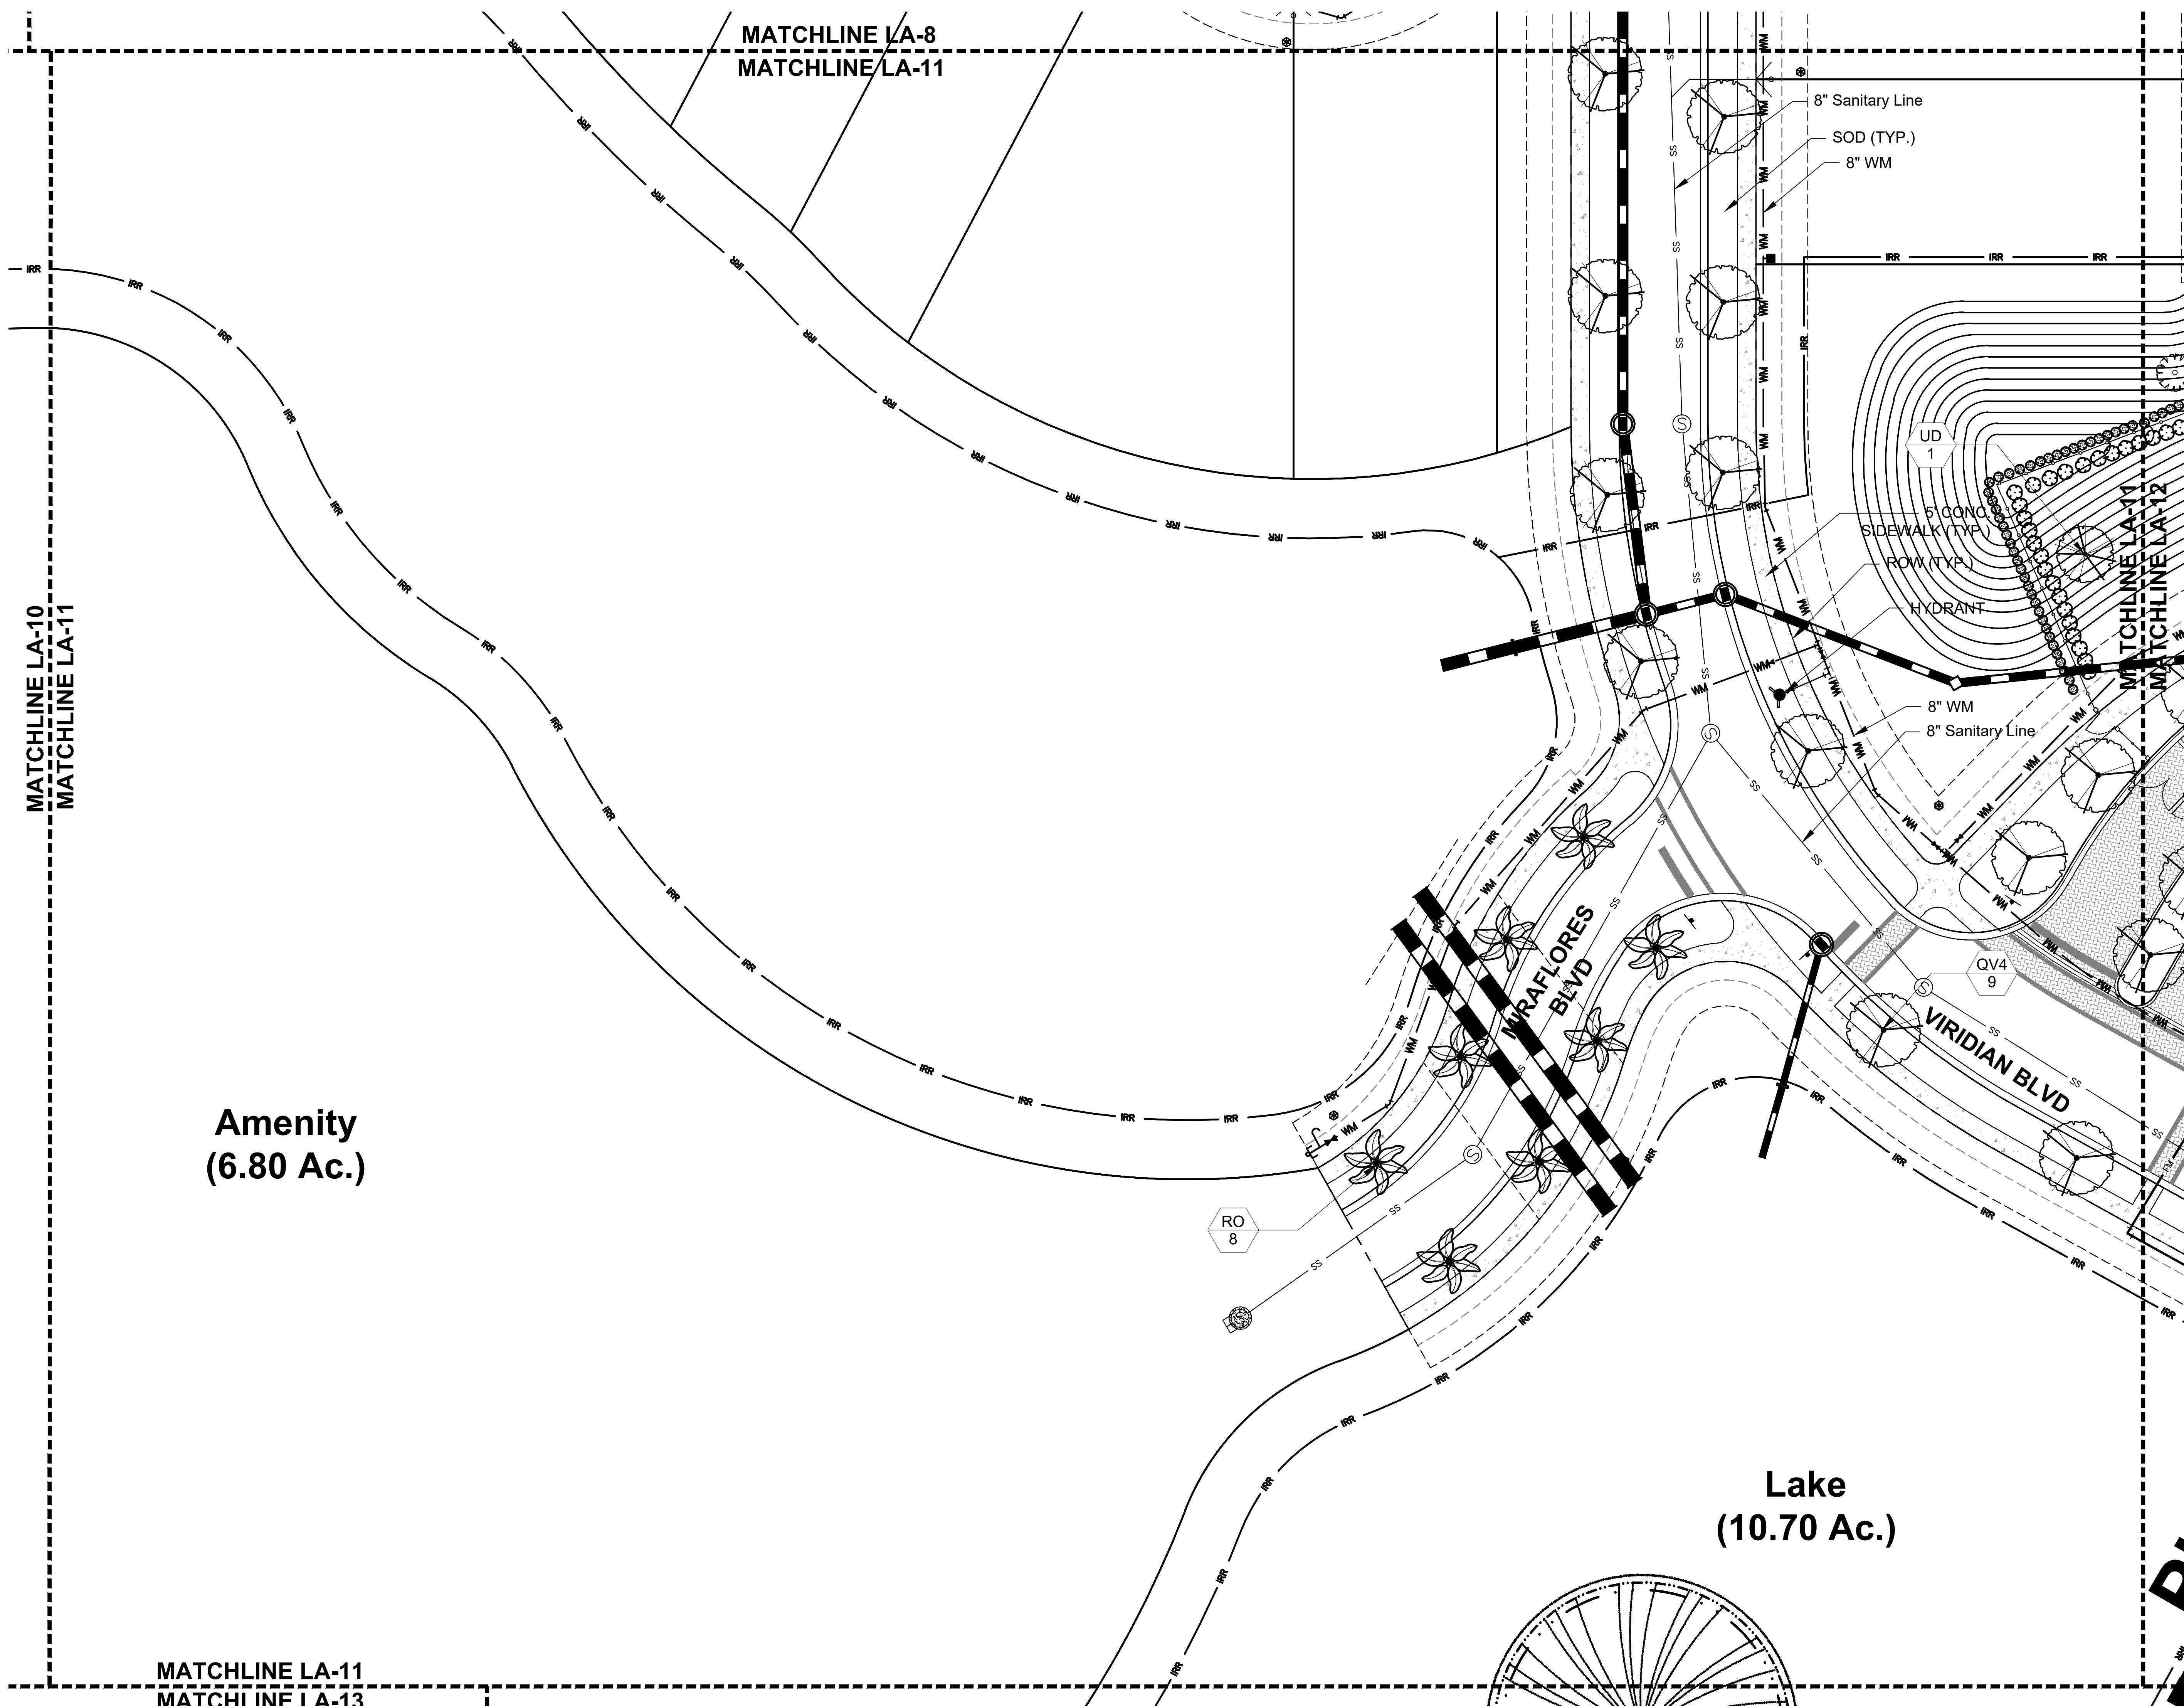 MATCHLINE LA-8
MATCHLINE LA-11
8" Sanitary Line
SOD (TYP.)
8" WM
UD
1
5' CONC.
SIDEWALK (TYP.)
ROW (TYP.)
HYDRANT
MATCHLINE LA-11
MATCHLINE LA-12
MATCHLINE LA-10
MATCHLINE LA-11
8" WM
8" Sanitary Line
MIRAFLORES
BLVD
QV4
9
VIRIDIAN BLVD
Amenity
(6.80 Ac.)
RO
8
Lake
(10.70 Ac.)
MATCHLINE LA-11
MATCHLINE LA-13
IRR
WM
SS
S